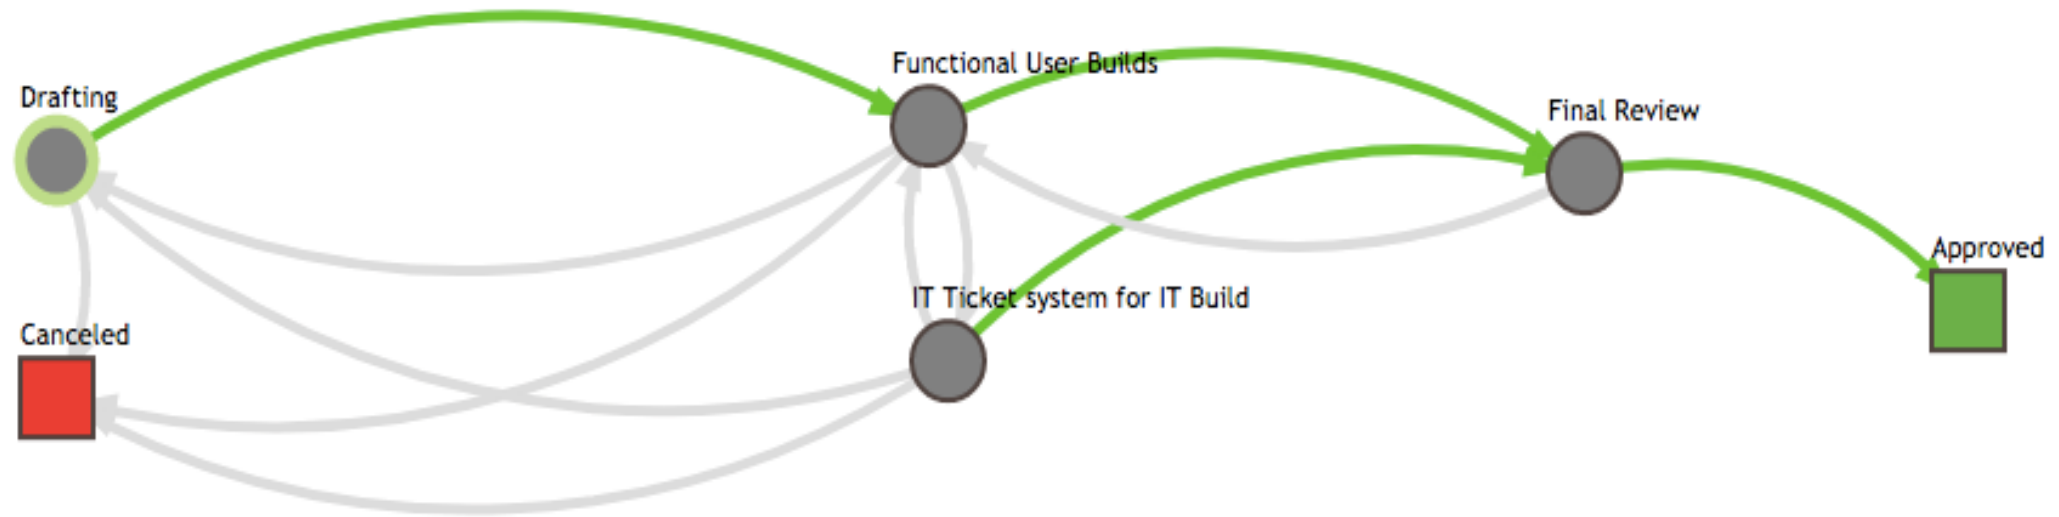 Drafting
Functional User Builds
Final Review
Approved
IT Ticket system for IT Build
Canceled